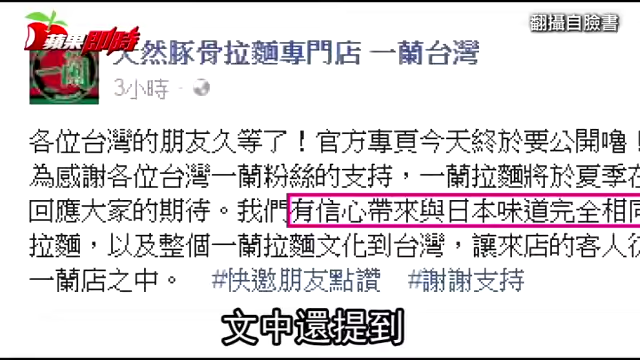 蘋果即時
翻攝自臉書
一蘭
天然豚骨拉麵專門店 一蘭台灣
3小時
各位台灣的朋友久等了！官方專頁今天終於要公開嚕！
為感謝各位台灣一蘭粉絲的支持，一蘭拉麵將於夏季在
回應大家的期待。我們有信心帶來與日本味道完全相同
拉麵，以及整個一蘭拉麵文化到台灣，讓來店的客人彷
一蘭店之中。 #快邀朋友點讚 #謝謝支持
文中還提到